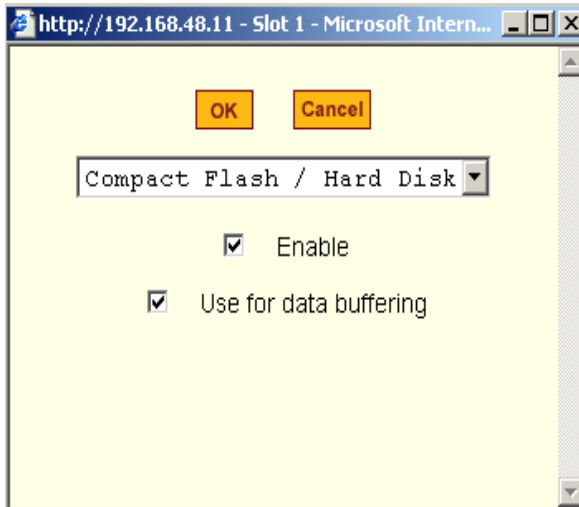 http://192.168.48.11 - Slot 1 - Microsoft Intern...
OK Cancel
Compact Flash / Hard Disk
Enable
Use for data buffering